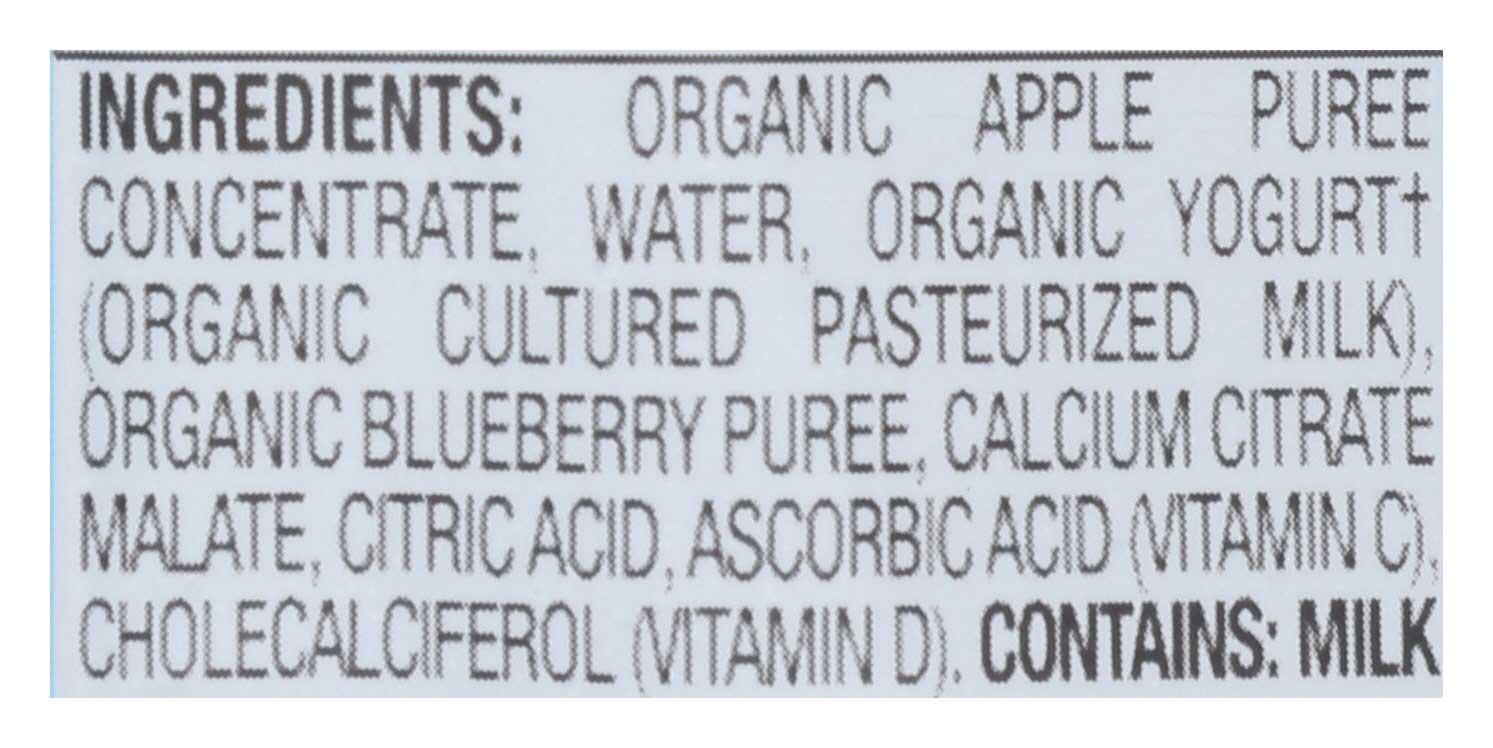 INGREDIENTS: ORGANIC APPLE PUREE
CONCENTRATE, WATER, ORGANIC YOGURT†
(ORGANIC CULTURED PASTEURIZED MILK),
ORGANIC BLUEBERRY PUREE, CALCIUM CITRATE
MALATE, CITRIC ACID, ASCORBIC ACID (VITAMIN C),
CHOLECALCIFEROL (VITAMIN D). CONTAINS: MILK